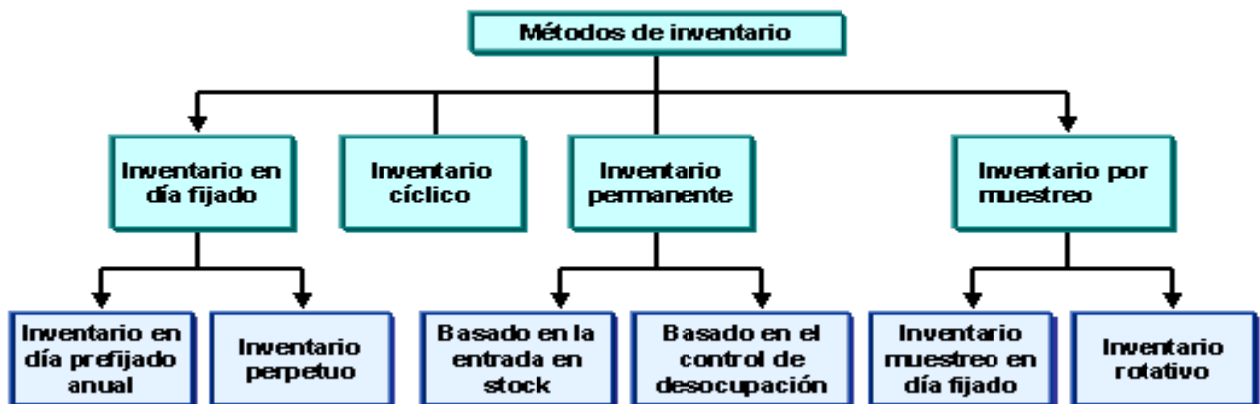 Métodos de inventario
Inventario en
día fijado
Inventario
cíclico
Inventario
permanente
Inventario por
muestreo
Inventario en
día prefijado
anual
Inventario
perpetuo
Basado en la
entrada en
stock
Basado en el
control de
desocupación
Inventario
muestreo en
día fijado
Inventario
rotativo